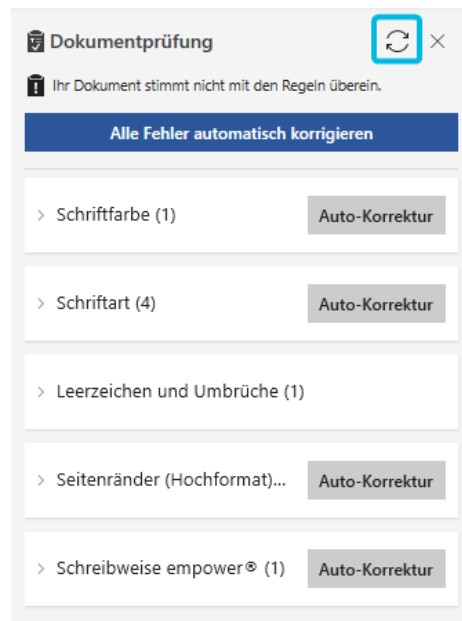 Dokumentprüfung
Ihr Dokument stimmt nicht mit den Regeln überein.
Alle Fehler automatisch korrigieren
Schriftfarbe (1)
Auto-Korrektur
Schriftart (4)
Auto-Korrektur
Leerzeichen und Umbrüche (1)
Seitenränder (Hochformat)...
Auto-Korrektur
Schreibweise empower® (1)
Auto-Korrektur